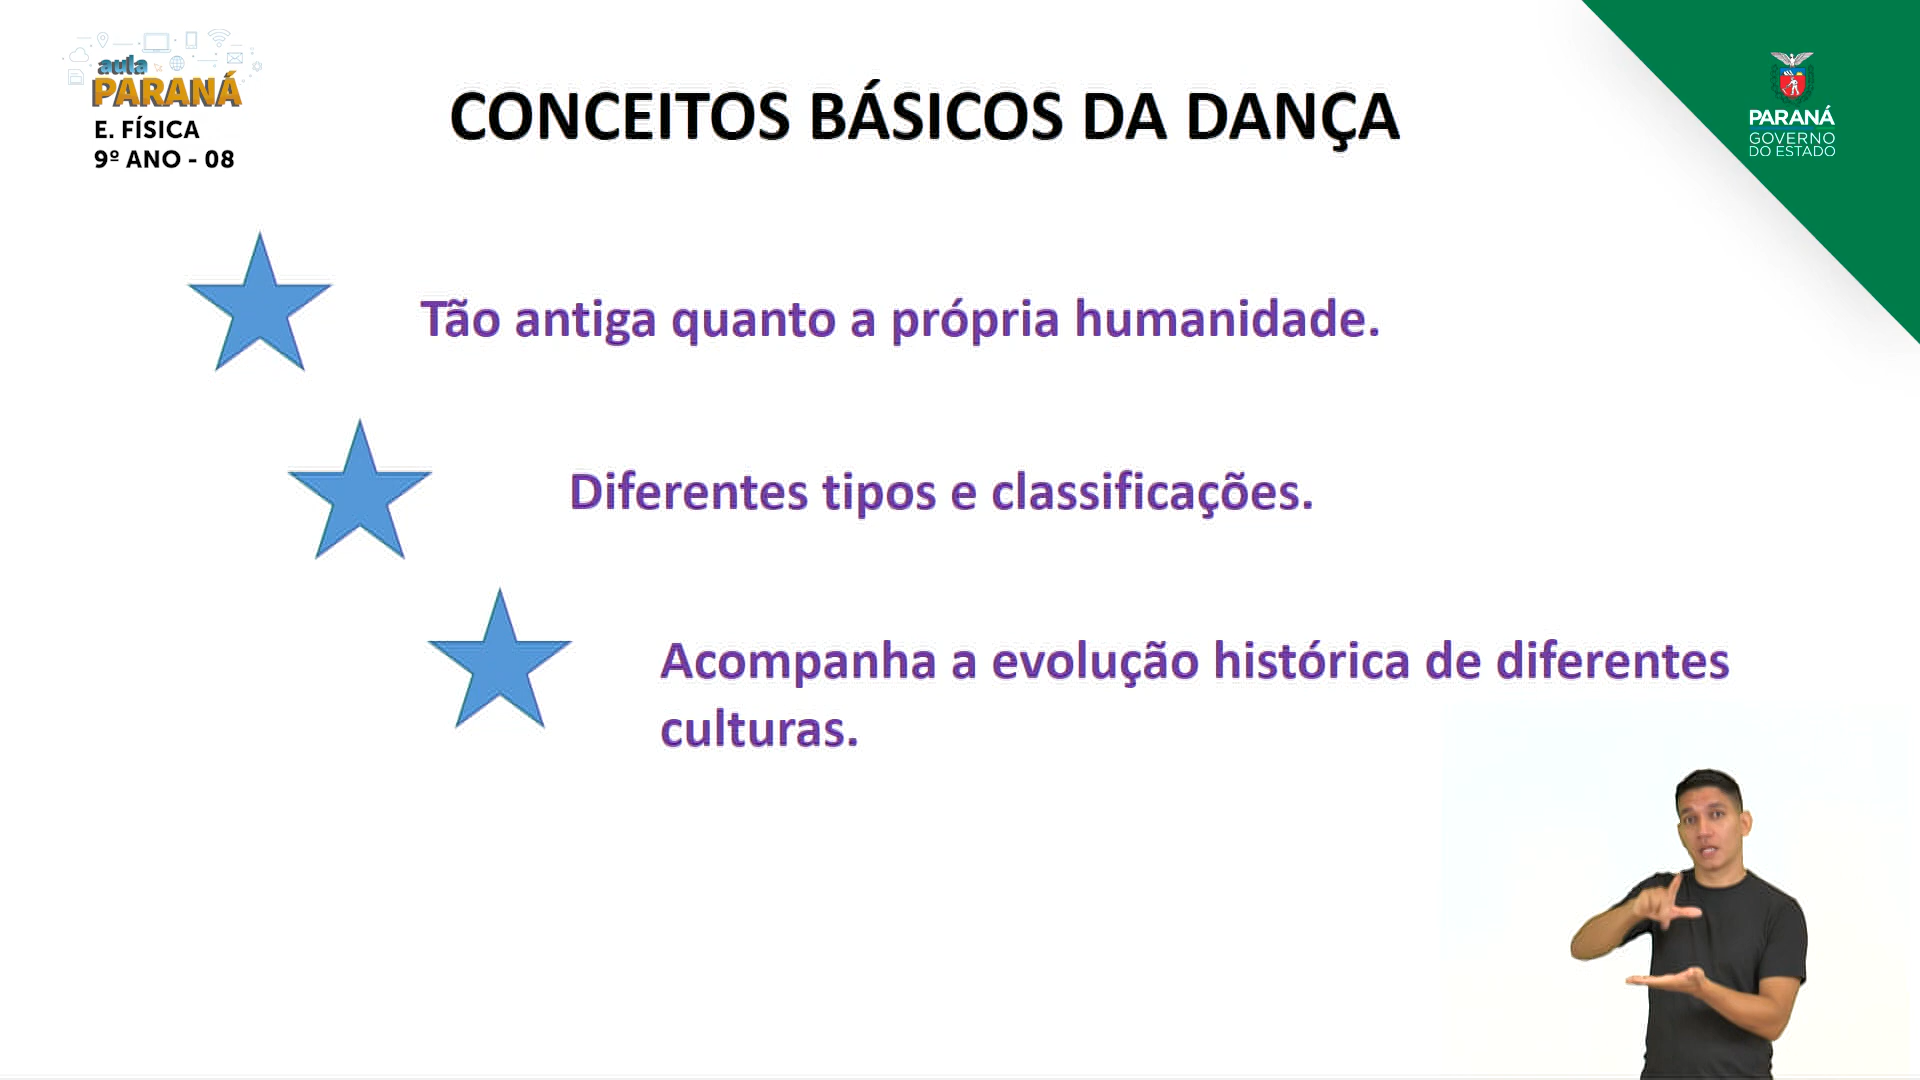 aula
PARANÁ
E. FÍSICA
9º ANO - 08
CONCEITOS BÁSICOS DA DANÇA
PARANÁ
GOVERNO
DO ESTADO
Tão antiga quanto a própria humanidade.
Diferentes tipos e classificações.
Acompanha a evolução histórica de diferentes
culturas.